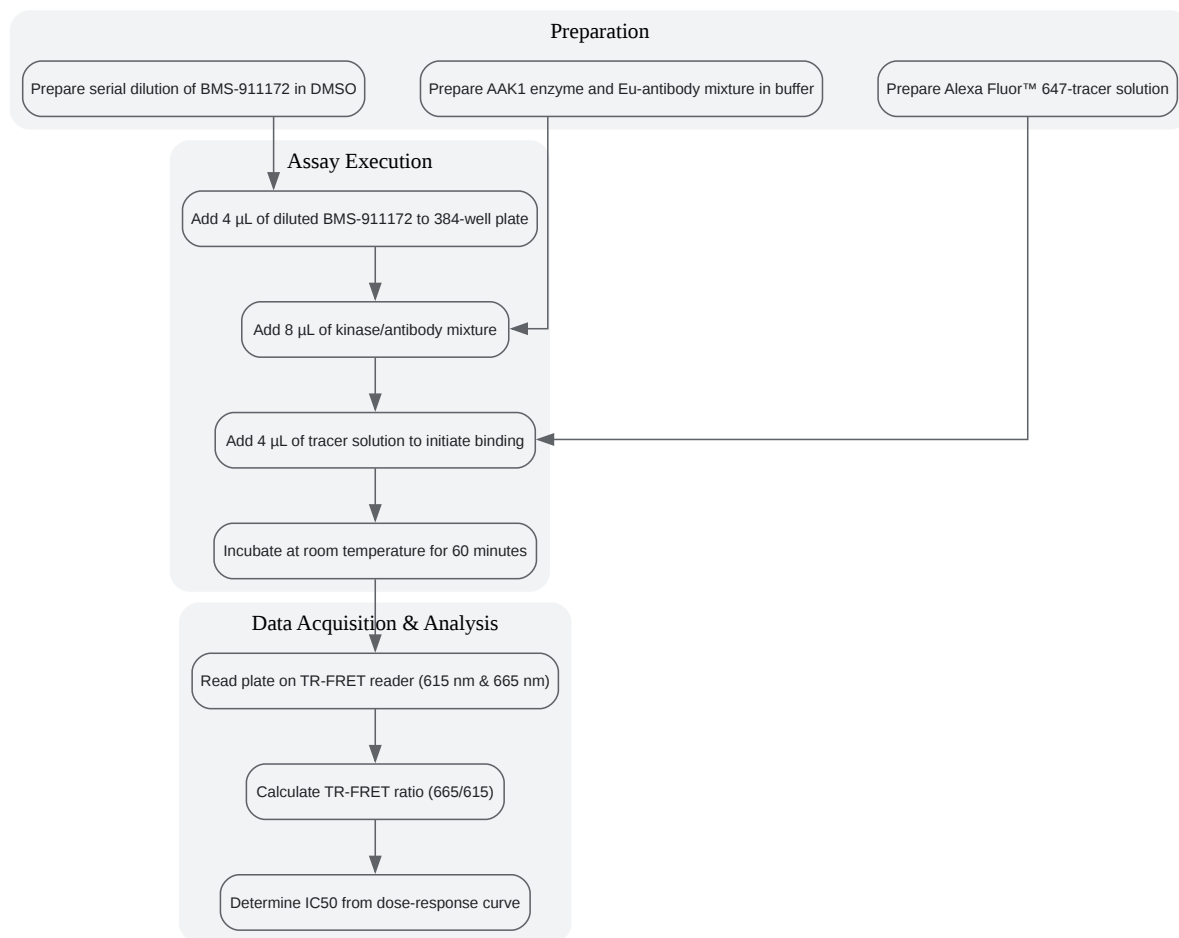 Preparation
Prepare serial dilution of BMS-911172 in DMSO
Prepare AAK1 enzyme and Eu-antibody mixture in buffer
Prepare Alexa Fluor™ 647-tracer solution
Assay Execution
Add 4 µL of diluted BMS-911172 to 384-well plate
Add 8 µL of kinase/antibody mixture
Add 4 µL of tracer solution to initiate binding
Incubate at room temperature for 60 minutes
Data Acquisition & Analysis
Read plate on TR-FRET reader (615 nm & 665 nm)
Calculate TR-FRET ratio (665/615)
Determine IC50 from dose-response curve